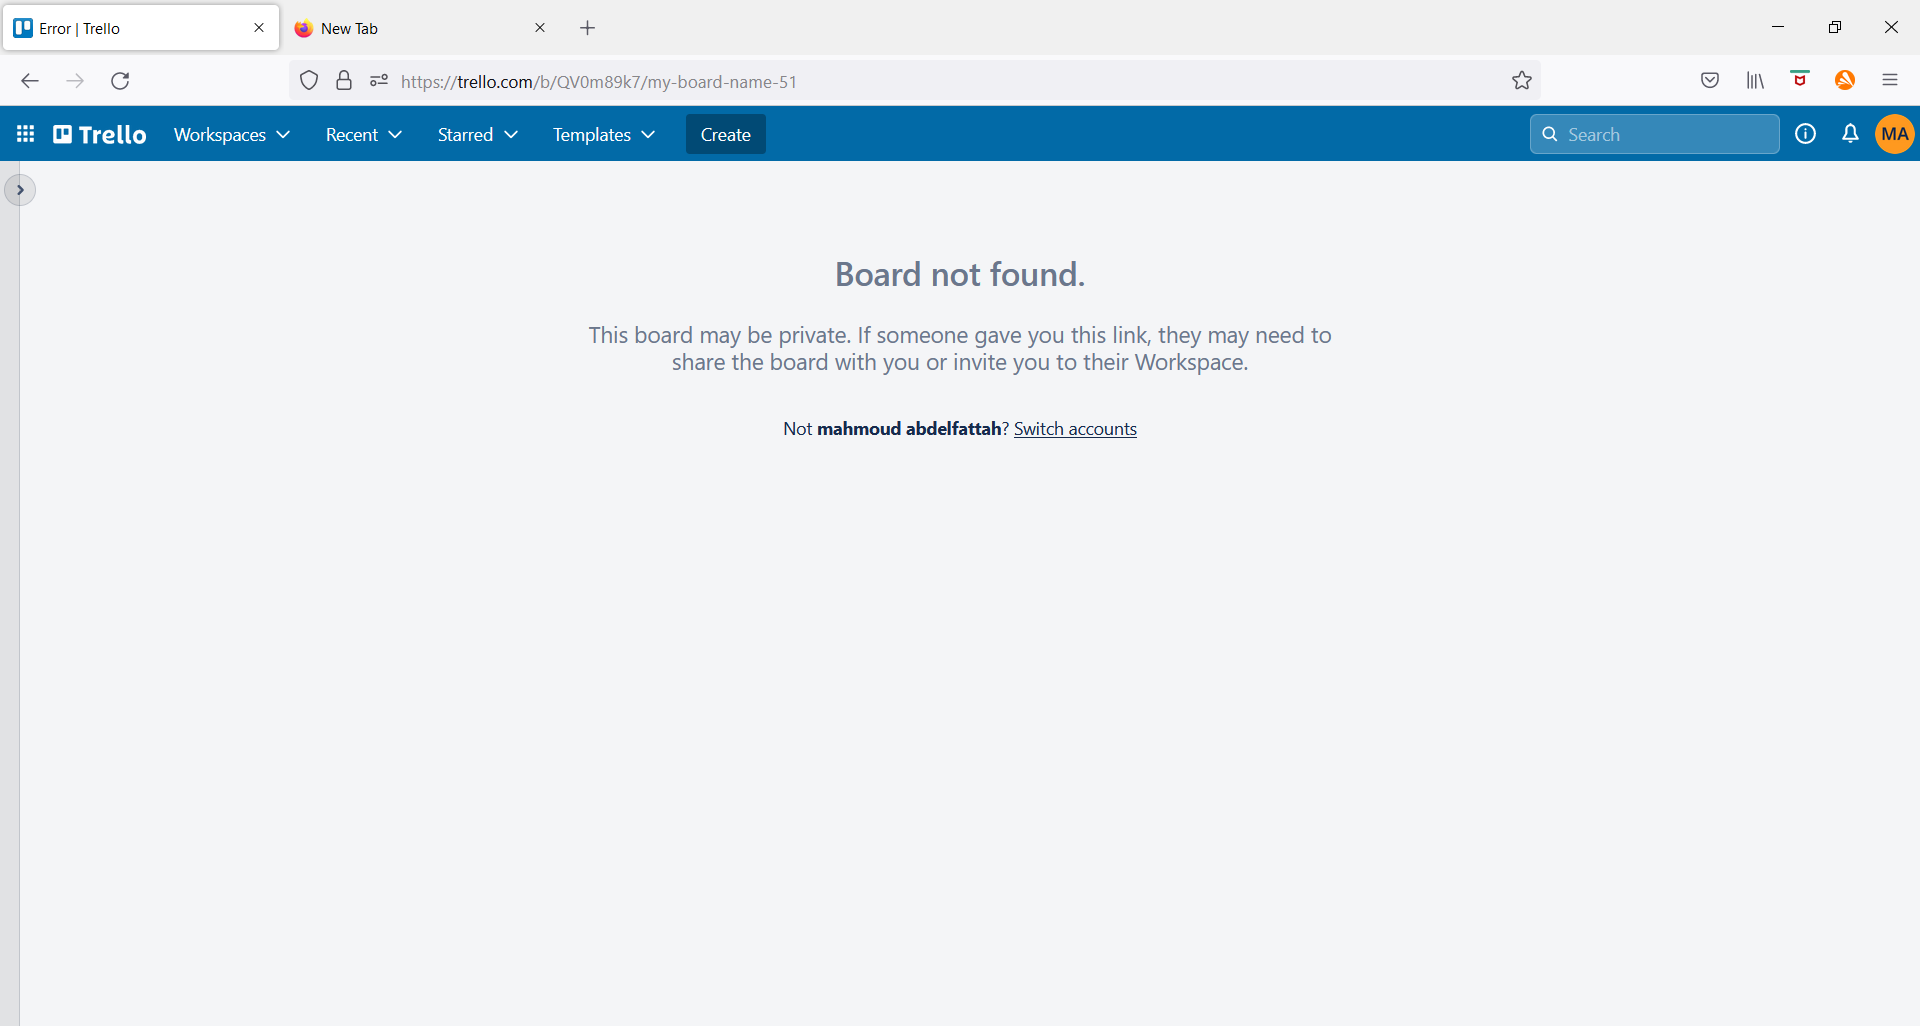 Error | Trello
New Tab
https://trello.com/b/QV0m89k7/my-board-name-51
Trello
Workspaces
Recent
Starred
Templates
Create
Search
MA
Board not found.
This board may be private. If someone gave you this link, they may need to
share the board with you or invite you to their Workspace.
Not mahmoud abdelfattah? Switch accounts